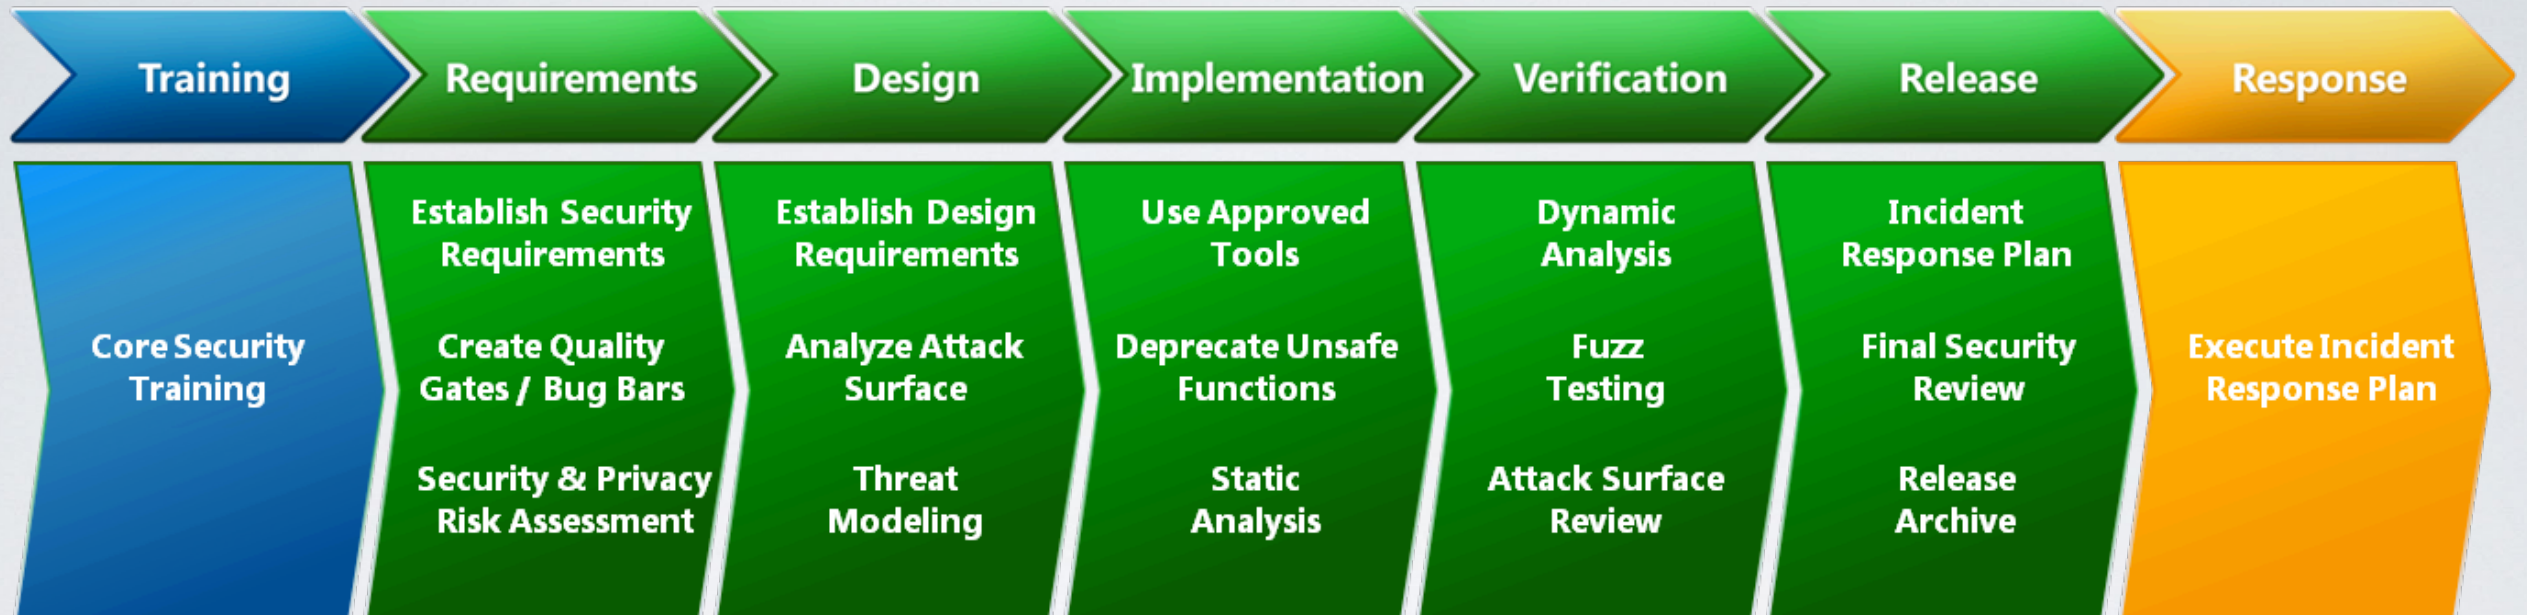 Training
Requirements
Design
Implementation
Verification
Release
Response
Core Security
Training
Establish Security
Requirements
Create Quality
Gates / Bug Bars
Security & Privacy
Risk Assessment
Establish Design
Requirements
Analyze Attack
Surface
Threat
Modeling
Use Approved
Tools
Deprecate Unsafe
Functions
Static
Analysis
Dynamic
Analysis
Fuzz
Testing
Attack Surface
Review
Incident
Response Plan
Final Security
Review
Release
Archive
Execute Incident
Response Plan